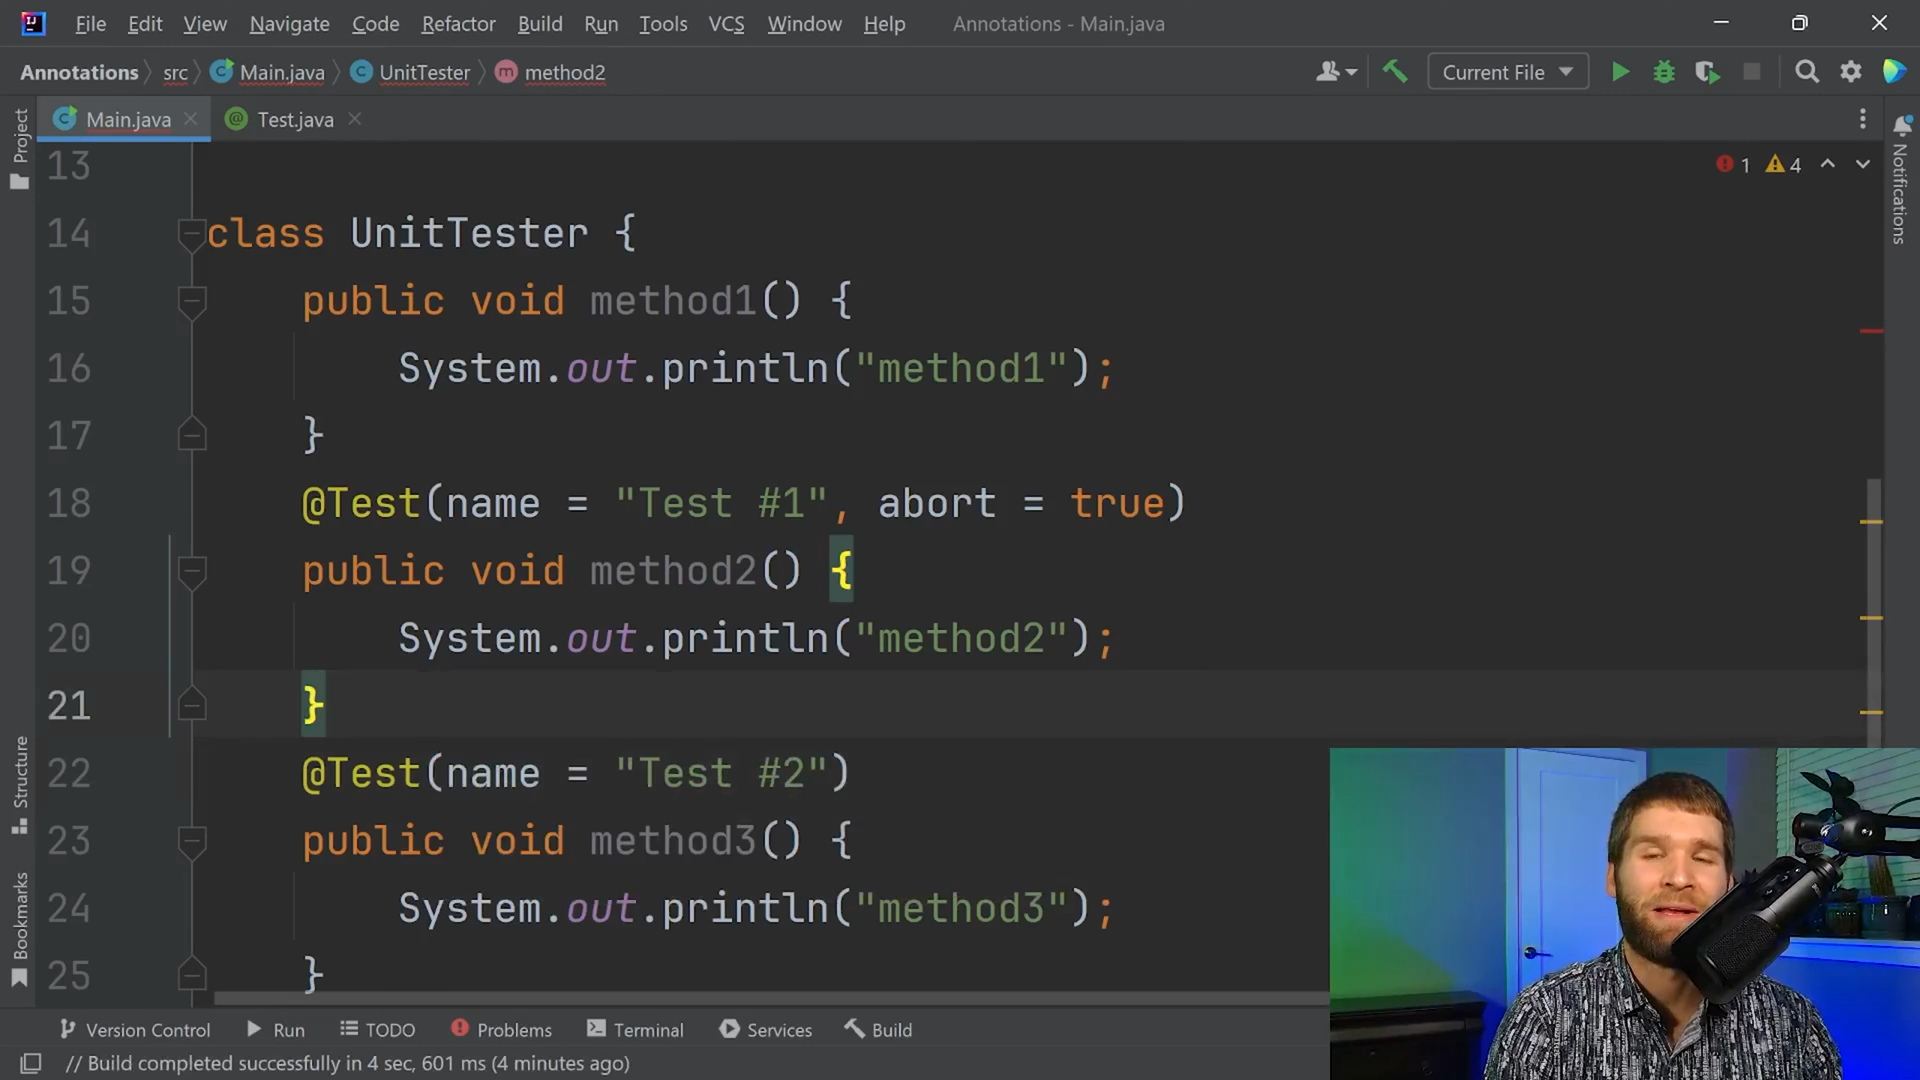 File Edit View Navigate Code Refactor Build Run Tools VCS Window Help Annotations - Main.java
Annotations src Main.java UnitTester method2 Current File
Main.java Test.java
Project
Notifications
1 4
13
14 class UnitTester {
15 public void method1() {
16 System.out.println("method1");
17 }
18 @Test(name = "Test #1", abort = true)
19 public void method2() {
20 System.out.println("method2");
21 }
22 @Test(name = "Test #2")
23 public void method3() {
24 System.out.println("method3");
25 }
Structure
Bookmarks
Version Control Run TODO Problems Terminal Services Build
// Build completed successfully in 4 sec, 601 ms (4 minutes ago)